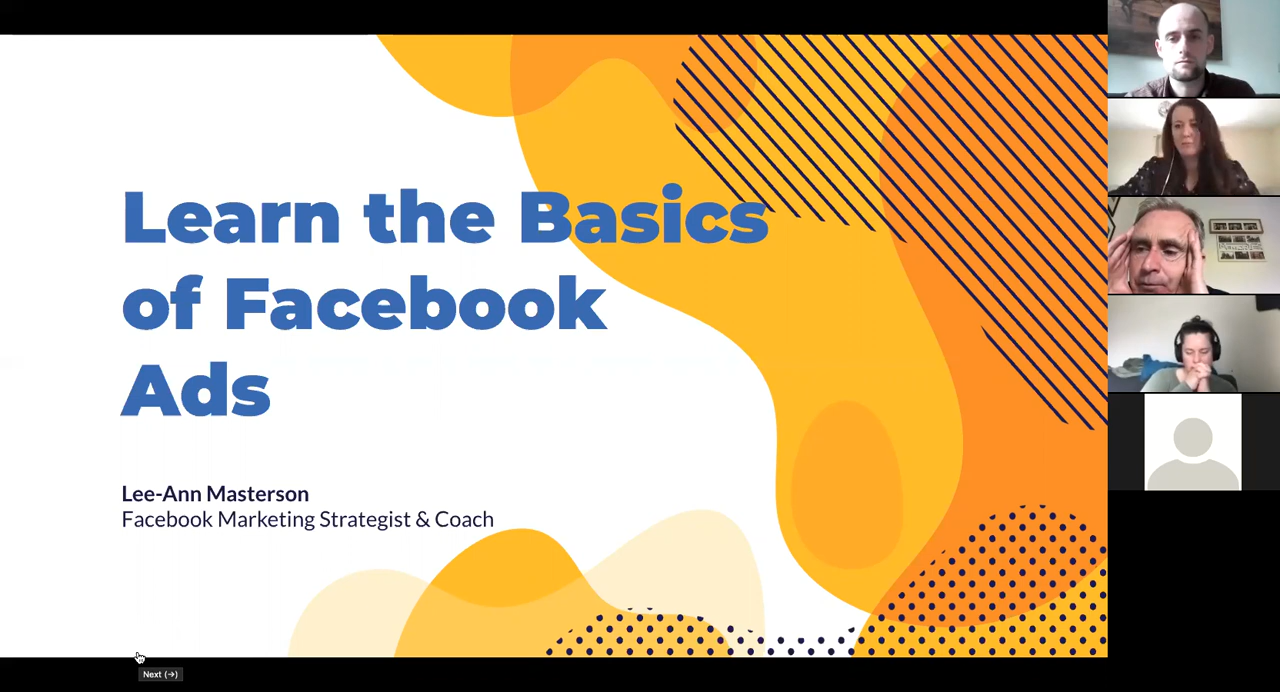 Learn the Basics
of Facebook
Ads
Lee-Ann Masterson
Facebook Marketing Strategist & Coach
Next (→)